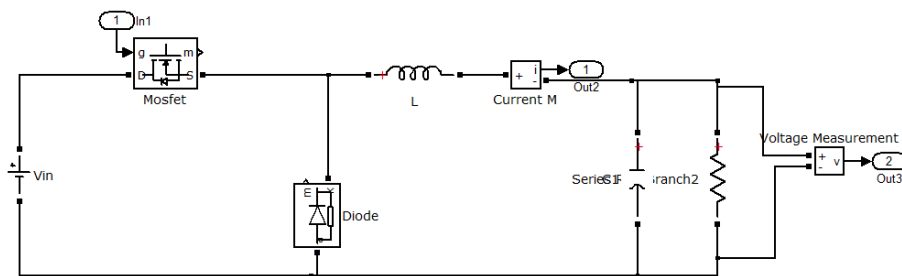 1 In1
g m
D S
Mosfet
+
L
+ i
-
Current M
1
Out2
Vin
m k
a
Diode
+
+
Voltage Measurement
+ v
-
2
Out3